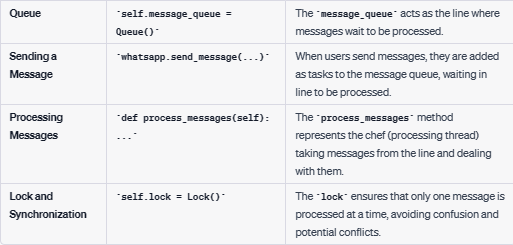 Queue
`self.message_queue =
Queue()`
The `message_queue` acts as the line where
messages wait to be processed.
Sending a
Message
`whatsapp.send_message(...)`
When users send messages, they are added
as tasks to the message queue, waiting in
line to be processed.
Processing
Messages
`def process_messages(self):
...`
The `process_messages` method
represents the chef (processing thread)
taking messages from the line and dealing
with them.
Lock and
Synchronization
`self.lock = Lock()`
The `lock` ensures that only one message is
processed at a time, avoiding confusion and
potential conflicts.